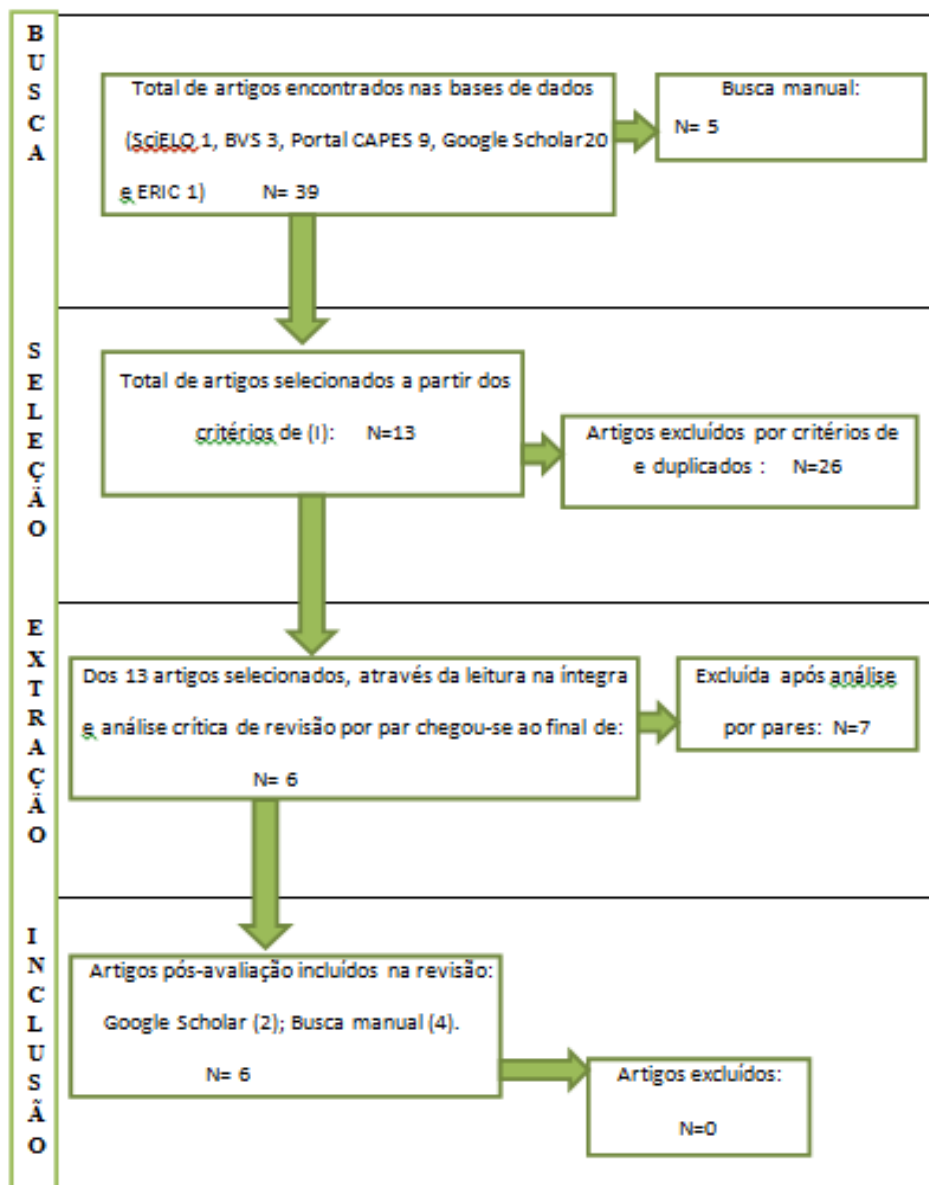 BUSCA
Total de artigos encontrados nas bases de dados
(SciELO 1, BVS 3, Portal CAPES 9, Google Scholar20
e ERIC 1) N= 39
Busca manual:
N= 5
SELEÇÃO
Total de artigos selecionados a partir dos
critérios de (I): N=13
Artigos excluídos por critérios de
e duplicados : N=26
EXTRAÇÃO
Dos 13 artigos selecionados, através da leitura na íntegra
e análise crítica de revisão por par chegou-se ao final de:
N= 6
Excluída após análise
por pares: N=7
INCLUSÃO
Artigos pós-avaliação incluídos na revisão:
Google Scholar (2); Busca manual (4).
N= 6
Artigos excluídos:
N=0